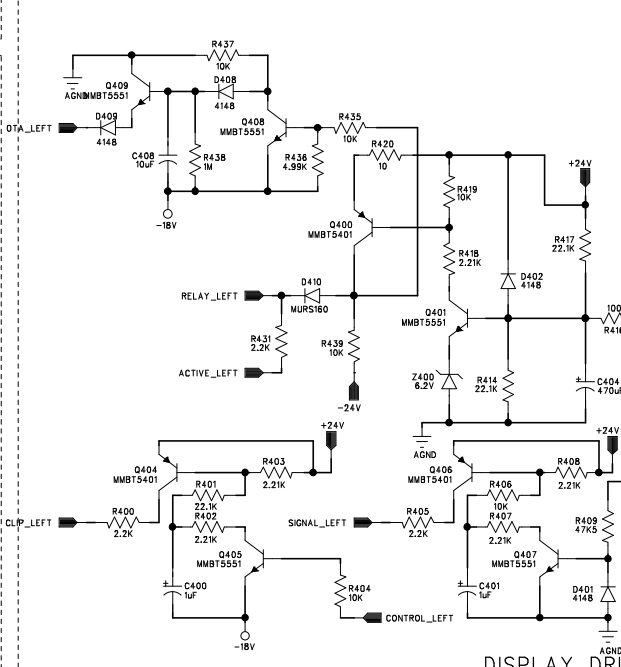 R437
10K
AGND
Q409
MMBT5551
D408
4148
D409
4148
OTA_LEFT
Q408
MMBT5551
R435
10K
C408
10uF
R438
1M
R436
4.99K
R420
10
+24V
-18V
R419
10K
Q400
MMBT5401
R417
22.1K
R418
2.21K
D402
4148
RELAY_LEFT
D410
MURS160
Q401
MMBT5551
100
R416
R431
2.2K
R439
10K
ACTIVE_LEFT
Z400
6.2V
R414
22.1K
C404
470uF
-24V
AGND
+24V
+24V
Q404
MMBT5401
R403
2.21K
Q406
MMBT5401
R408
2.21K
R401
22.1K
R406
10K
CLIP_LEFT
R400
2.2K
R402
2.21K
SIGNAL_LEFT
R405
2.2K
R407
2.21K
R409
47K5
Q405
MMBT5551
Q407
MMBT5551
C400
1uF
R404
10K
C401
1uF
D401
4148
CONTROL_LEFT
-18V
AGND
DISPLAY